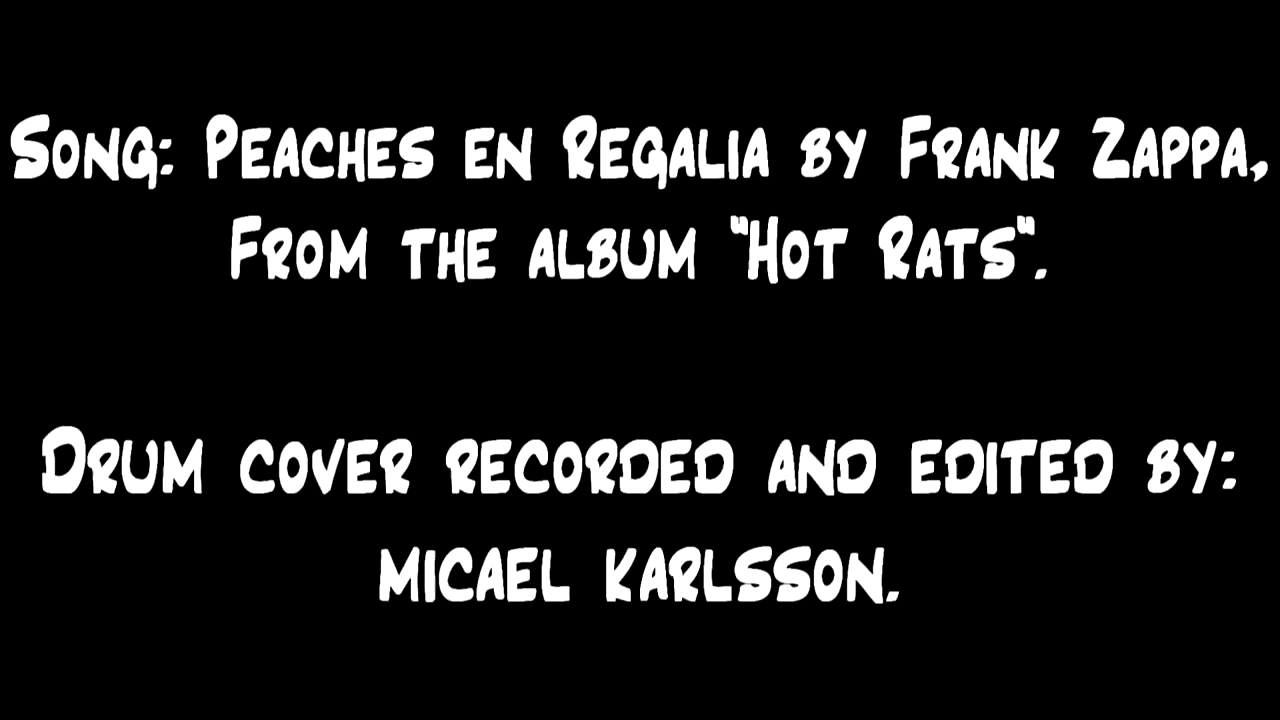 Song: Peaches en Regalia by Frank Zappa,
From the album "Hot Rats".
Drum cover recorded and edited by:
micael karlsson.